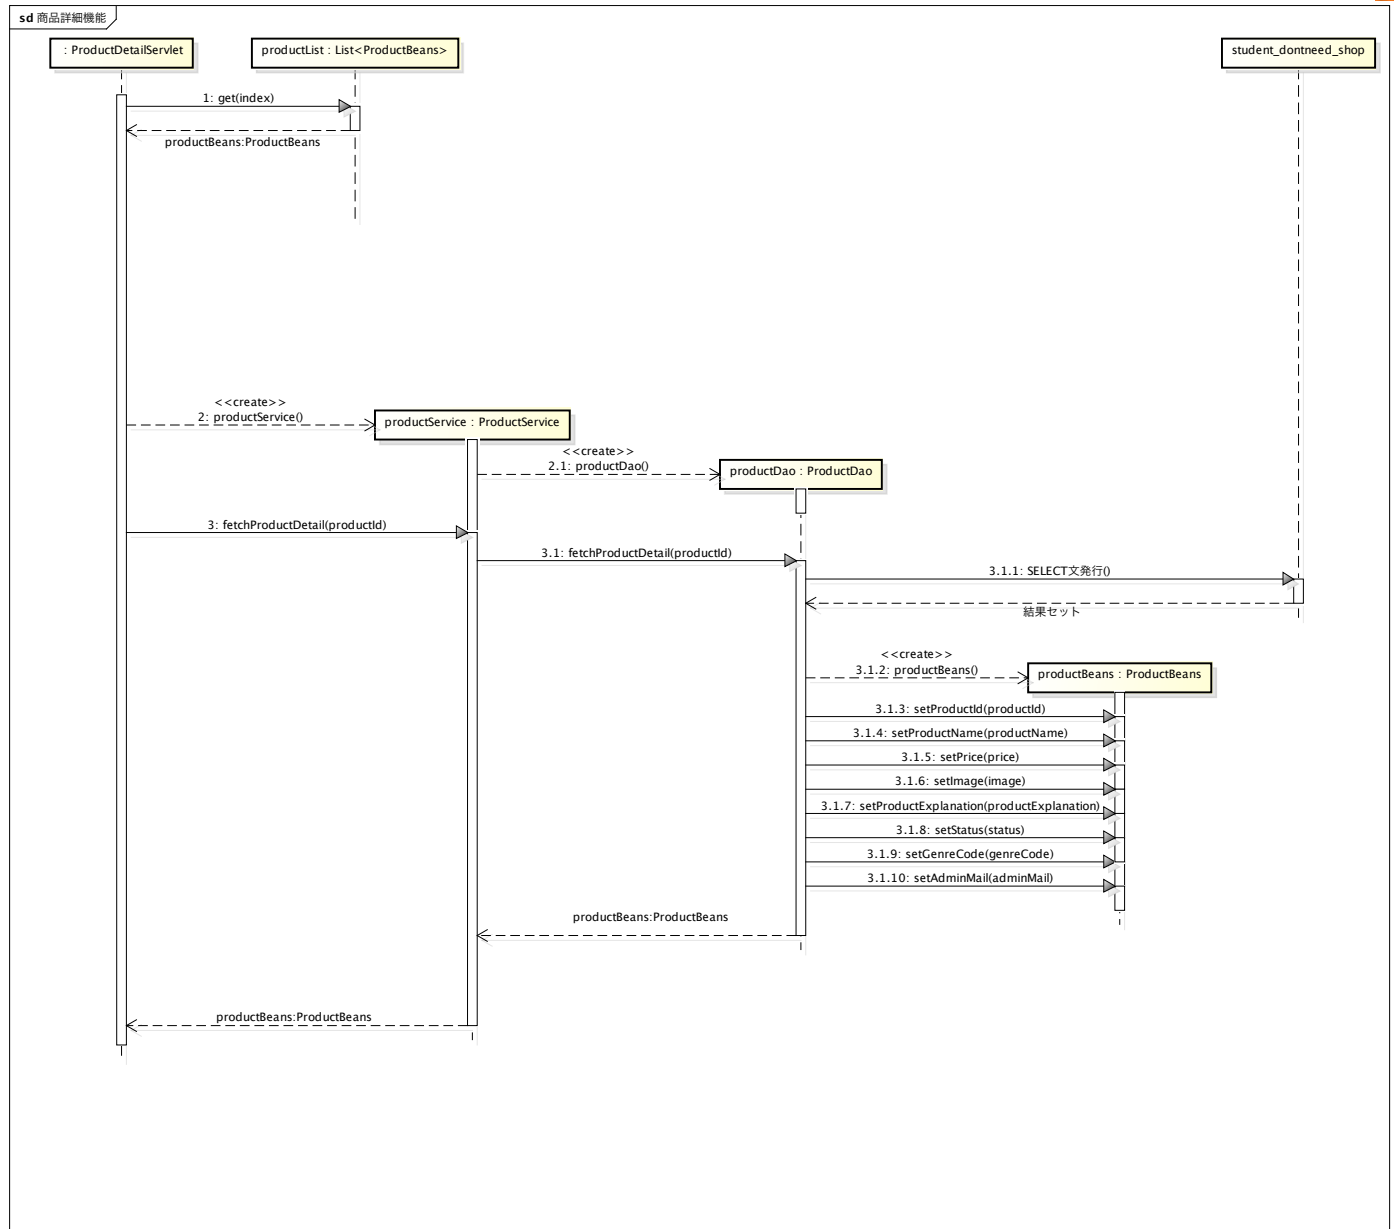 sd 商品詳細機能
: ProductDetailServlet
productList : List<ProductBeans>
student_dontneed_shop
1: get(index)
productBeans:ProductBeans
<<create>>
2: productService()
productService : ProductService
<<create>>
2.1: productDao()
productDao : ProductDao
3: fetchProductDetail(productId)
3.1: fetchProductDetail(productId)
3.1.1: SELECT文発行()
結果セット
<<create>>
3.1.2: productBeans()
productBeans : ProductBeans
3.1.3: setProductId(productId)
3.1.4: setProductName(productName)
3.1.5: setPrice(price)
3.1.6: setImage(image)
3.1.7: setProductExplanation(productExplanation)
3.1.8: setStatus(status)
3.1.9: setGenreCode(genreCode)
3.1.10: setAdminMail(adminMail)
productBeans:ProductBeans
productBeans:ProductBeans